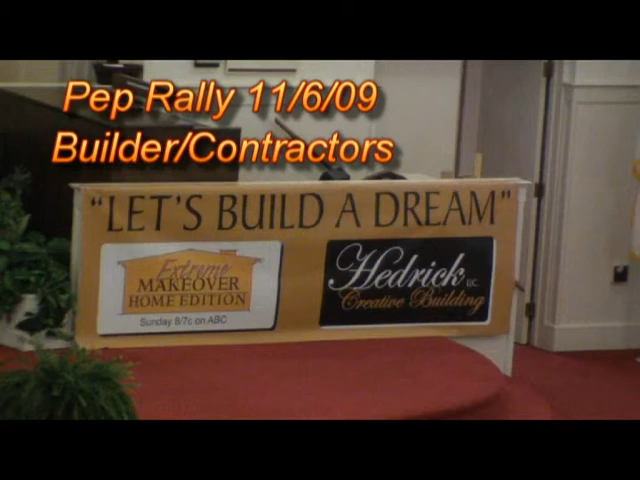 Pep Rally 11/6/09
Builder/Contractors
"LET'S BUILD A DREAM"
Extreme
MAKEOVER
HOME EDITION
Sunday 8/7c on ABC
Hedrick LLC.
Creative Building